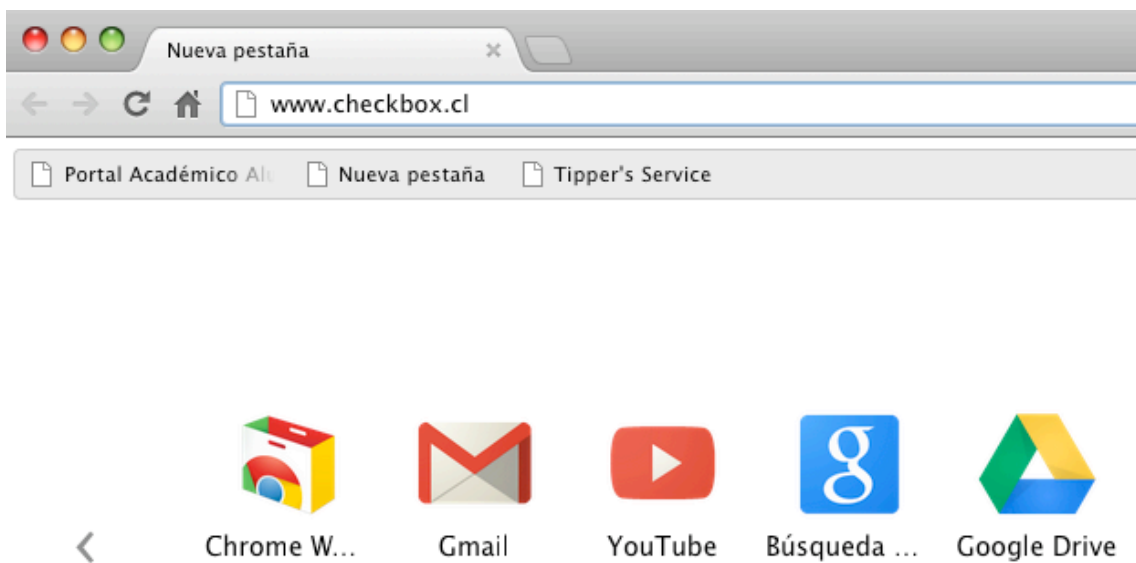 Nueva pestaña
www.checkbox.cl
Portal Académico Al Nueva pestaña Tipper's Service
Chrome W... Gmail YouTube Búsqueda ... Google Drive